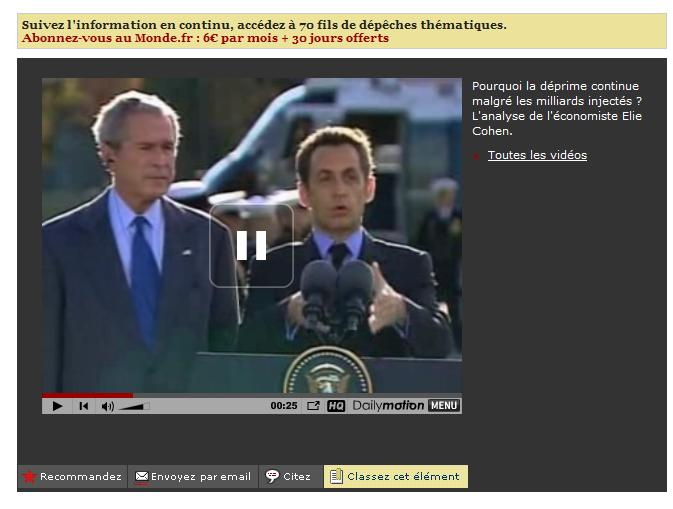 Suivez l'information en continu, accédez à 70 fils de dépêches thématiques.
Abonnez-vous au Monde.fr : 6€ par mois + 30 jours offerts
Pourquoi la déprime continue
malgré les milliards injectés ?
L'analyse de l'économiste Elie
Cohen.
Toutes les vidéos
00:25 HQ Dailymotion MENU
Recommandez Envoyez par email Citez Classez cet élément